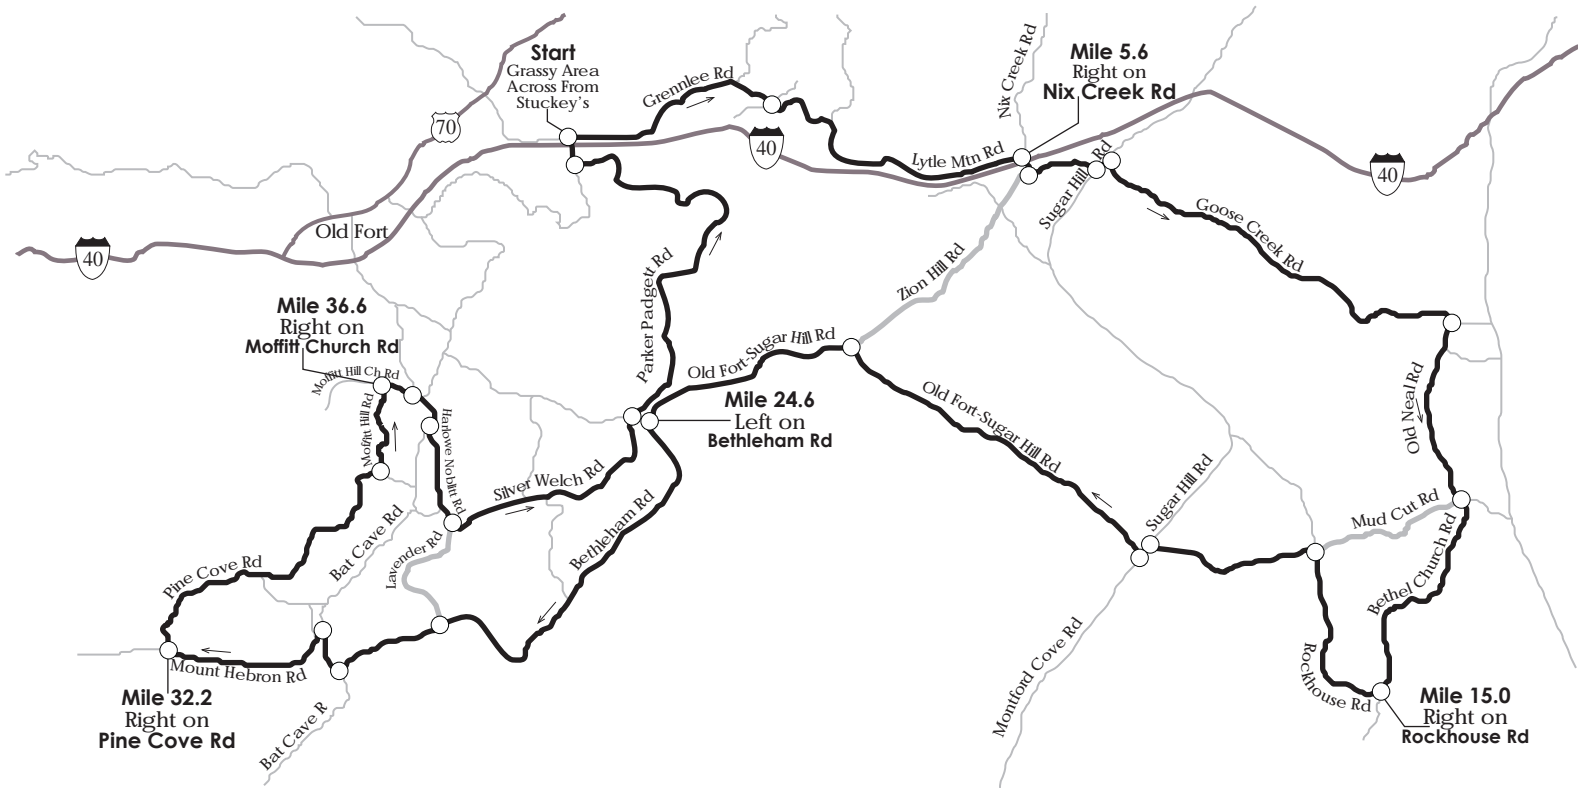 Start
Grassy Area
Across From
Stuckey's
Grennlee Rd
Nix Creek Rd
Mile 5.6
Right on
Nix Creek Rd
70
40
Lytle Mtn Rd
Sugar Hill Rd
40
Goose Creek Rd
Old Fort
40
Zion Hill Rd
Parker Padgett Rd
Mile 36.6
Right on
Moffitt Church Rd
Moffitt Hill Ch Rd
Old Fort-Sugar Hill Rd
Mile 24.6
Left on
Bethleham Rd
Old Fort-Sugar Hill Rd
Old Neal Rd
Moffitt Hill Rd
Harlowe Noblitt Rd
Silver Welch Rd
Bethleham Rd
Sugar Hill Rd
Mud Cut Rd
Bat Cave Rd
Lavender Rd
Pine Cove Rd
Bethel Church Rd
Mount Hebron Rd
Montford Cove Rd
Rockhouse Rd
Mile 32.2
Right on
Pine Cove Rd
Bat Cave R
Mile 15.0
Right on
Rockhouse Rd